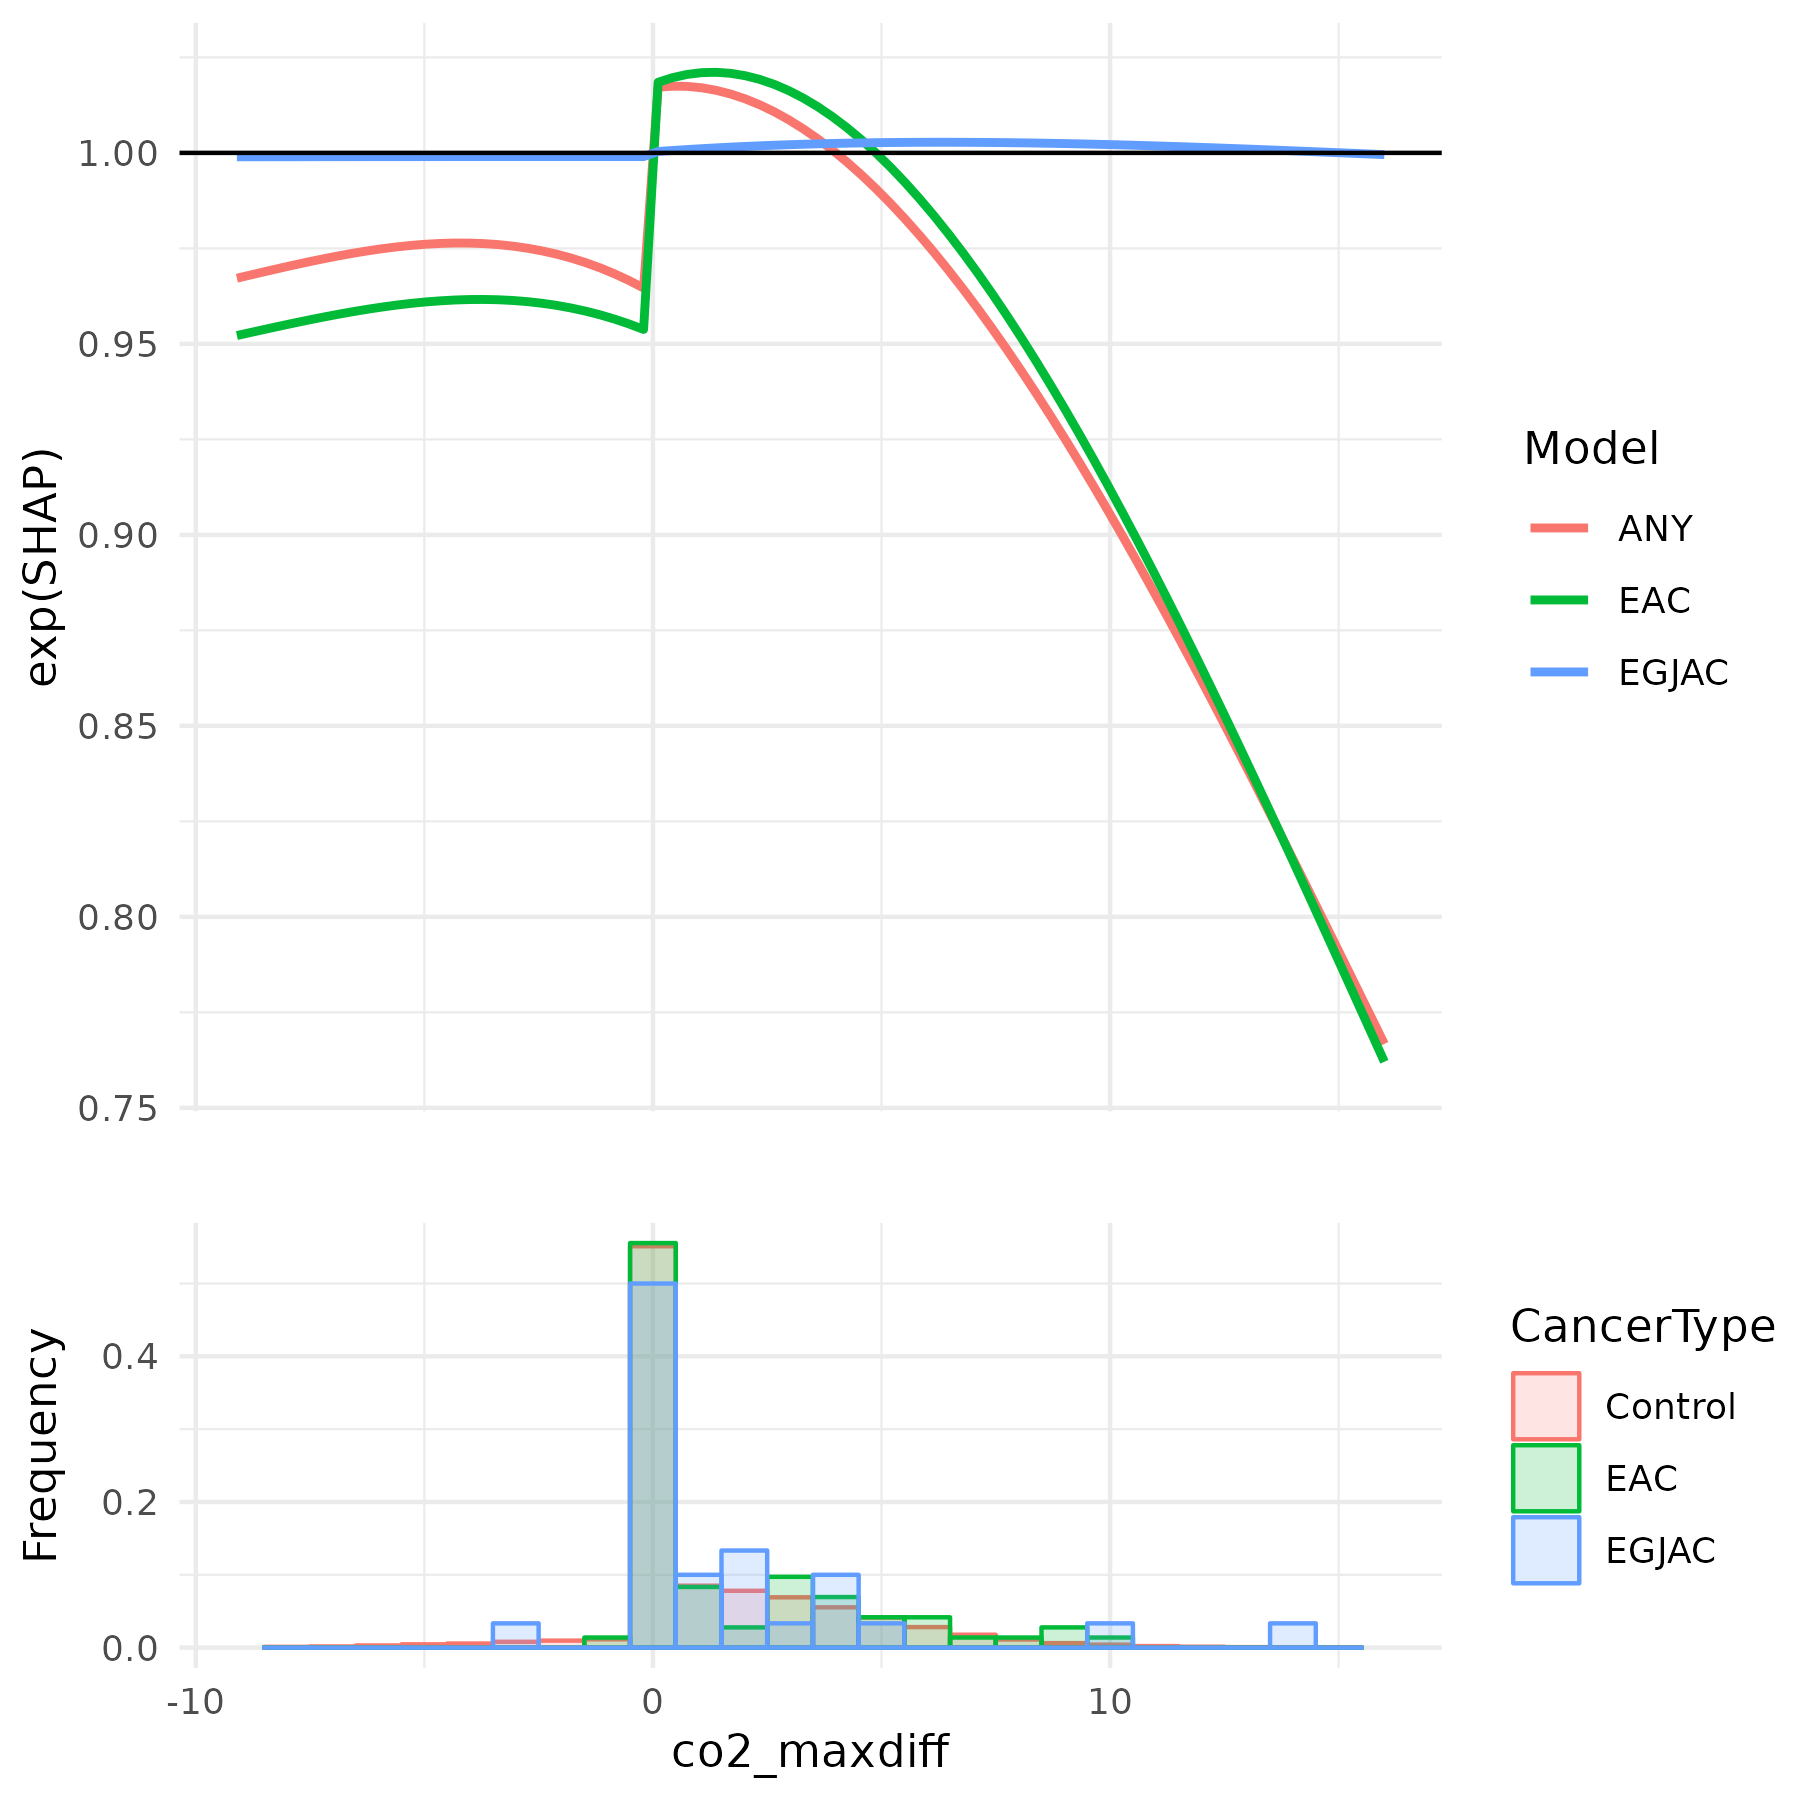 exp(SHAP)
1.00
0.95
0.90
0.85
0.80
0.75
Model
ANY
EAC
EGJAC
Frequency
0.4
0.2
0.0
-10
0
10
co2_maxdiff
CancerType
Control
EAC
EGJAC